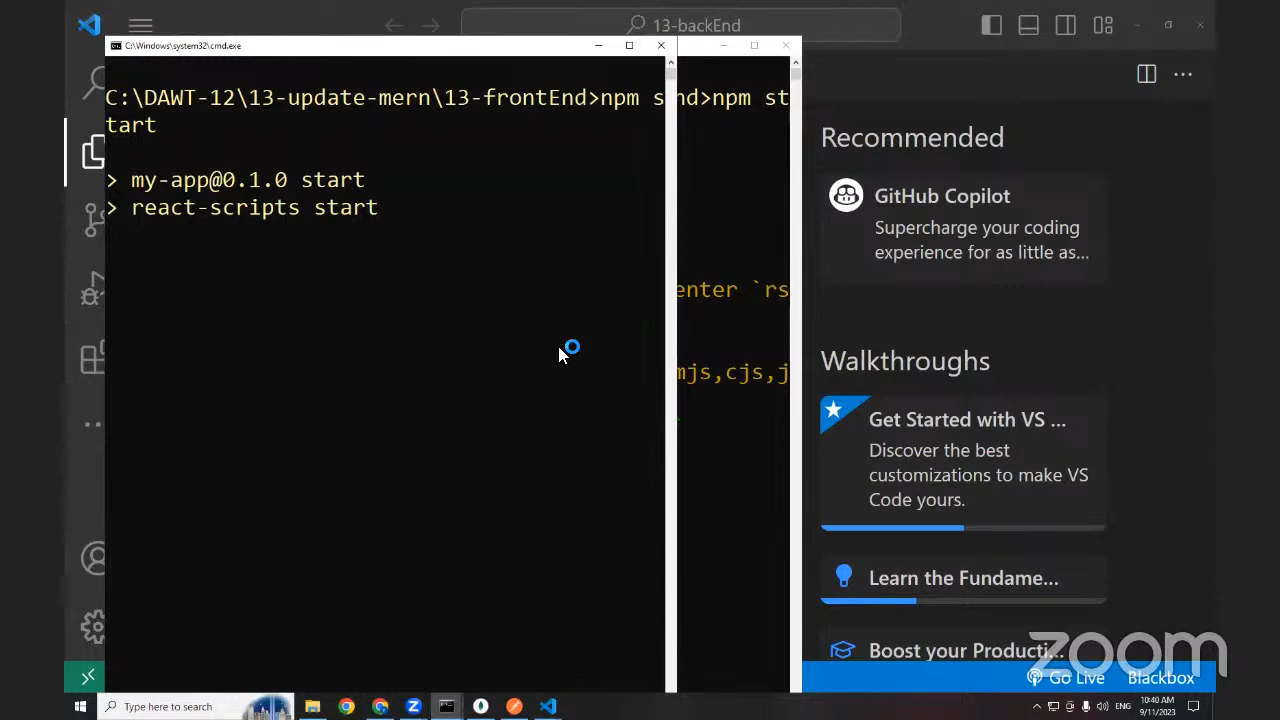 13-backEnd
C:\Windows\system32\cmd.exe
C:\DAWT-12\13-update-mern\13-frontEnd>npm s
tart
> my-app@0.1.0 start
> react-scripts start
nd>npm st
enter `rs
mjs,cjs,j
Recommended
GitHub Copilot
Supercharge your coding
experience for as little as...
Walkthroughs
Get Started with VS ...
Discover the best
customizations to make VS
Code yours.
Learn the Fundame...
Boost your Producti...
zoom
Go Live Blackbox
Type here to search
ENG
10:40 AM
9/11/2023